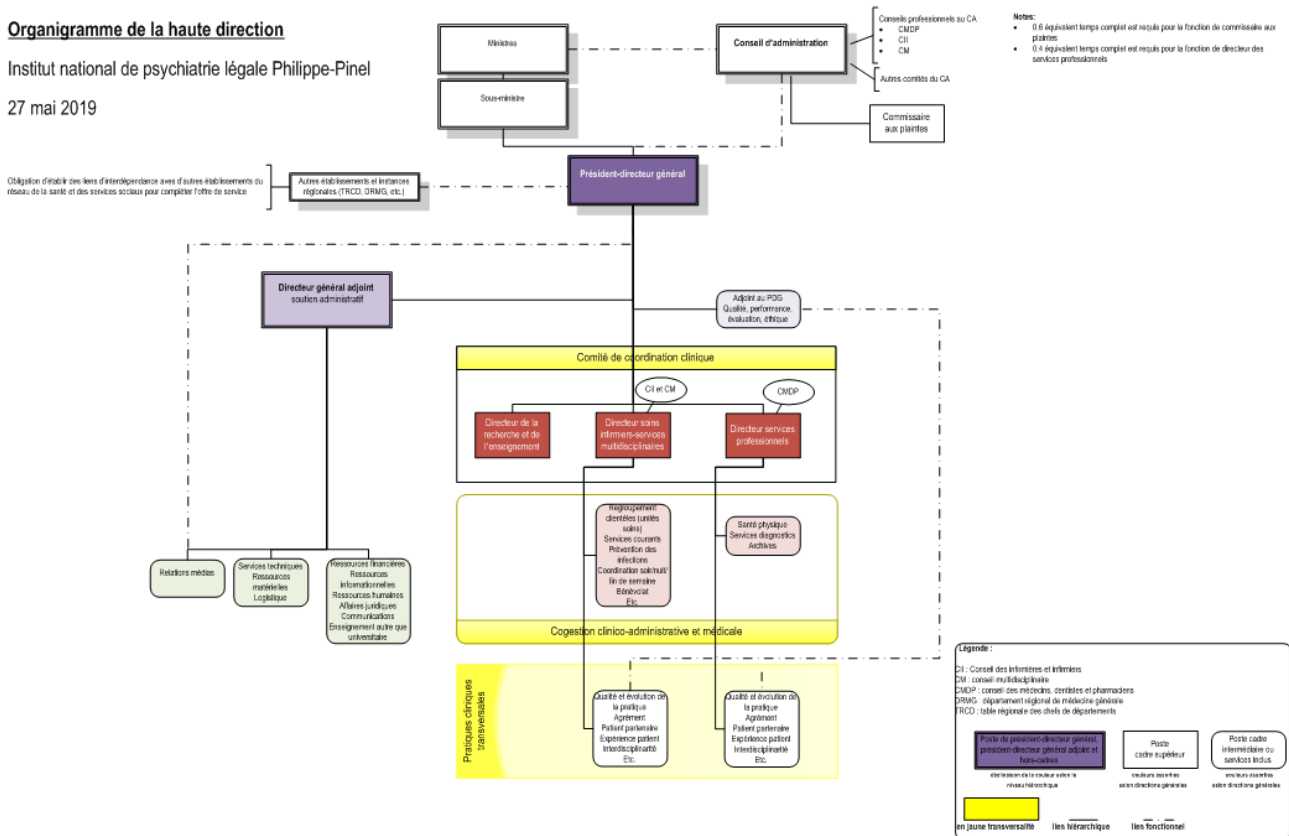 Organigramme de la haute direction
Institut national de psychiatrie légale Philippe-Pinel
27 mai 2019
Ministres
Sous-ministre
Conseil d'administration
Conseils professionnels au CA
• CMDP
• CII
• CM
Autres comités du CA
Commissaire
aux plaintes
Notes:
• 0.6 équivalent temps complet est requis pour la fonction de commissaire aux
plaintes
• 0.4 équivalent temps complet est requis pour la fonction de directeur des
services professionnels
Président-directeur général
Obligation d'établir des liens d'interdépendance aves d'autres établissements du
réseau de la santé et des services sociaux pour compléter l'offre de service
Autres établissements et instances
régionales (TRCO, DRMG, etc.)
Directeur général adjoint
soutien administratif
Adjoint au PDG
Qualité, performance,
évaluation, éthique
Comité de coordination clinique
CII et CM
CMDP
Directeur de la
recherche et de
l'enseignement
Directeur soins
infirmiers-services
multidisciplinaires
Directeur services
professionnels
Regroupement
clientèles (unités
soins)
Services courants
Prévention des
infections
Coordination soir/nuit/
fin de semaine
Bénévolat
Etc.
Santé physique
Services diagnostics
Archives
Relations médias
Services techniques
Ressources
matérielles
Logistique
Ressources financières
Ressources
informationnelles
Ressources humaines
Affaires juridiques
Communications
Enseignement autre que
universitaire
Cogestion clinico-administrative et médicale
Pratiques cliniques
transversales
Qualité et évolution de
la pratique
Agrément
Patient partenaire
Expérience patient
Interdisciplinarité
Etc.
Qualité et évolution de
la pratique
Agrément
Patient partenaire
Expérience patient
Interdisciplinarité
Etc.
Légende :
CII : Conseil des infirmières et infirmiers
CM : conseil multidisciplinaire
CMDP : conseil des médecins, dentistes et pharmaciens
DRMG : département régional de médecine générale
TRCO : table régionale des chefs de départements
Poste de président-directeur général,
président-directeur général adjoint et
hors-cadres
Poste
cadre supérieur
Poste cadre
intermédiaire ou
services inclus
déclinaison de la couleur selon le
niveau hiérarchique
couleurs assorties
selon directions générales
couleurs assorties
selon directions générales
en jaune transversalité
lien hiérarchique
lien fonctionnel